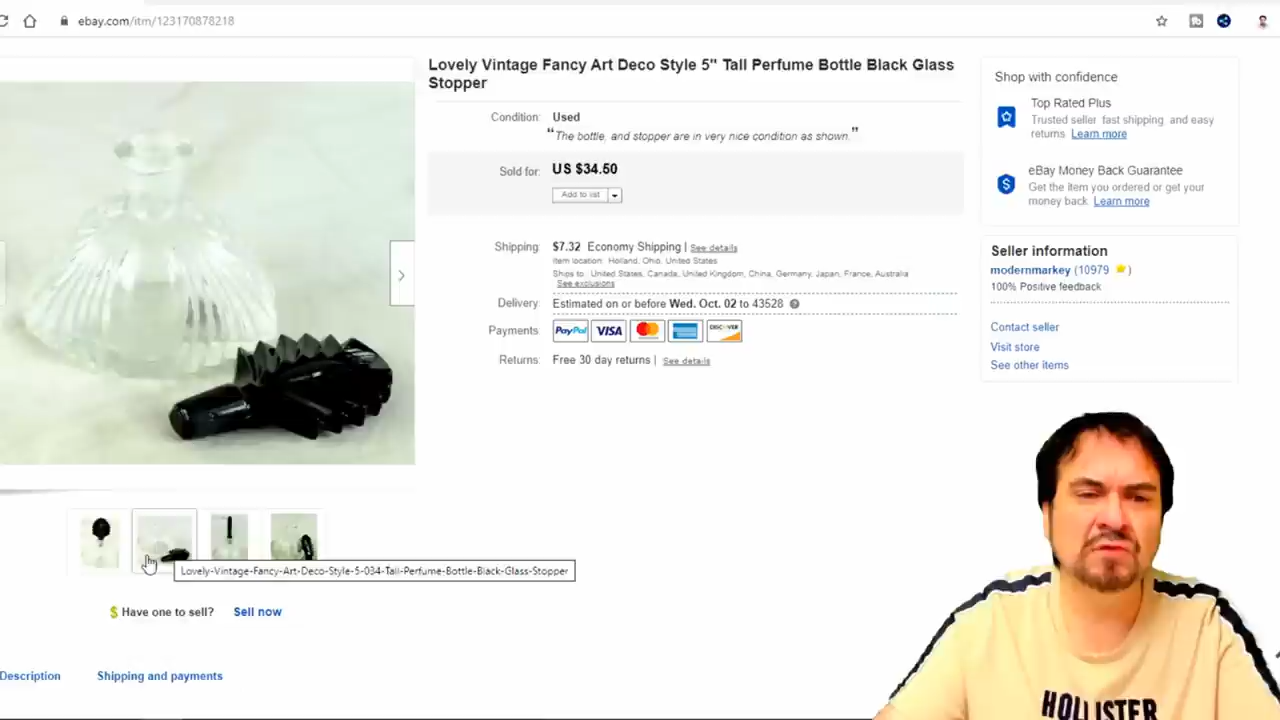 ebay.com/itm/123170878218
Lovely Vintage Fancy Art Deco Style 5" Tall Perfume Bottle Black Glass
Stopper
Condition: Used
"The bottle, and stopper are in very nice condition as shown."
Sold for: US $34.50
Add to list
Shipping: $7.32 Economy Shipping | See details
Item location: Holland, Ohio, United States
Ships to: United States, Canada, United Kingdom, China, Germany, Japan, France, Australia
See exclusions
Delivery: Estimated on or before Wed. Oct. 02 to 43528
Payments: PayPal VISA DISCOVER
Returns: Free 30 day returns | See details
Shop with confidence
Top Rated Plus
Trusted seller, fast shipping, and easy
returns. Learn more
eBay Money Back Guarantee
Get the item you ordered or get your
money back. Learn more
Seller information
modernmarkey (10979 )
100% Positive feedback
Contact seller
Visit store
See other items
Lovely-Vintage-Fancy-Art-Deco-Style-5-034-Tall-Perfume-Bottle-Black-Glass-Stopper
$ Have one to sell? Sell now
Description Shipping and payments
HOLLISTER